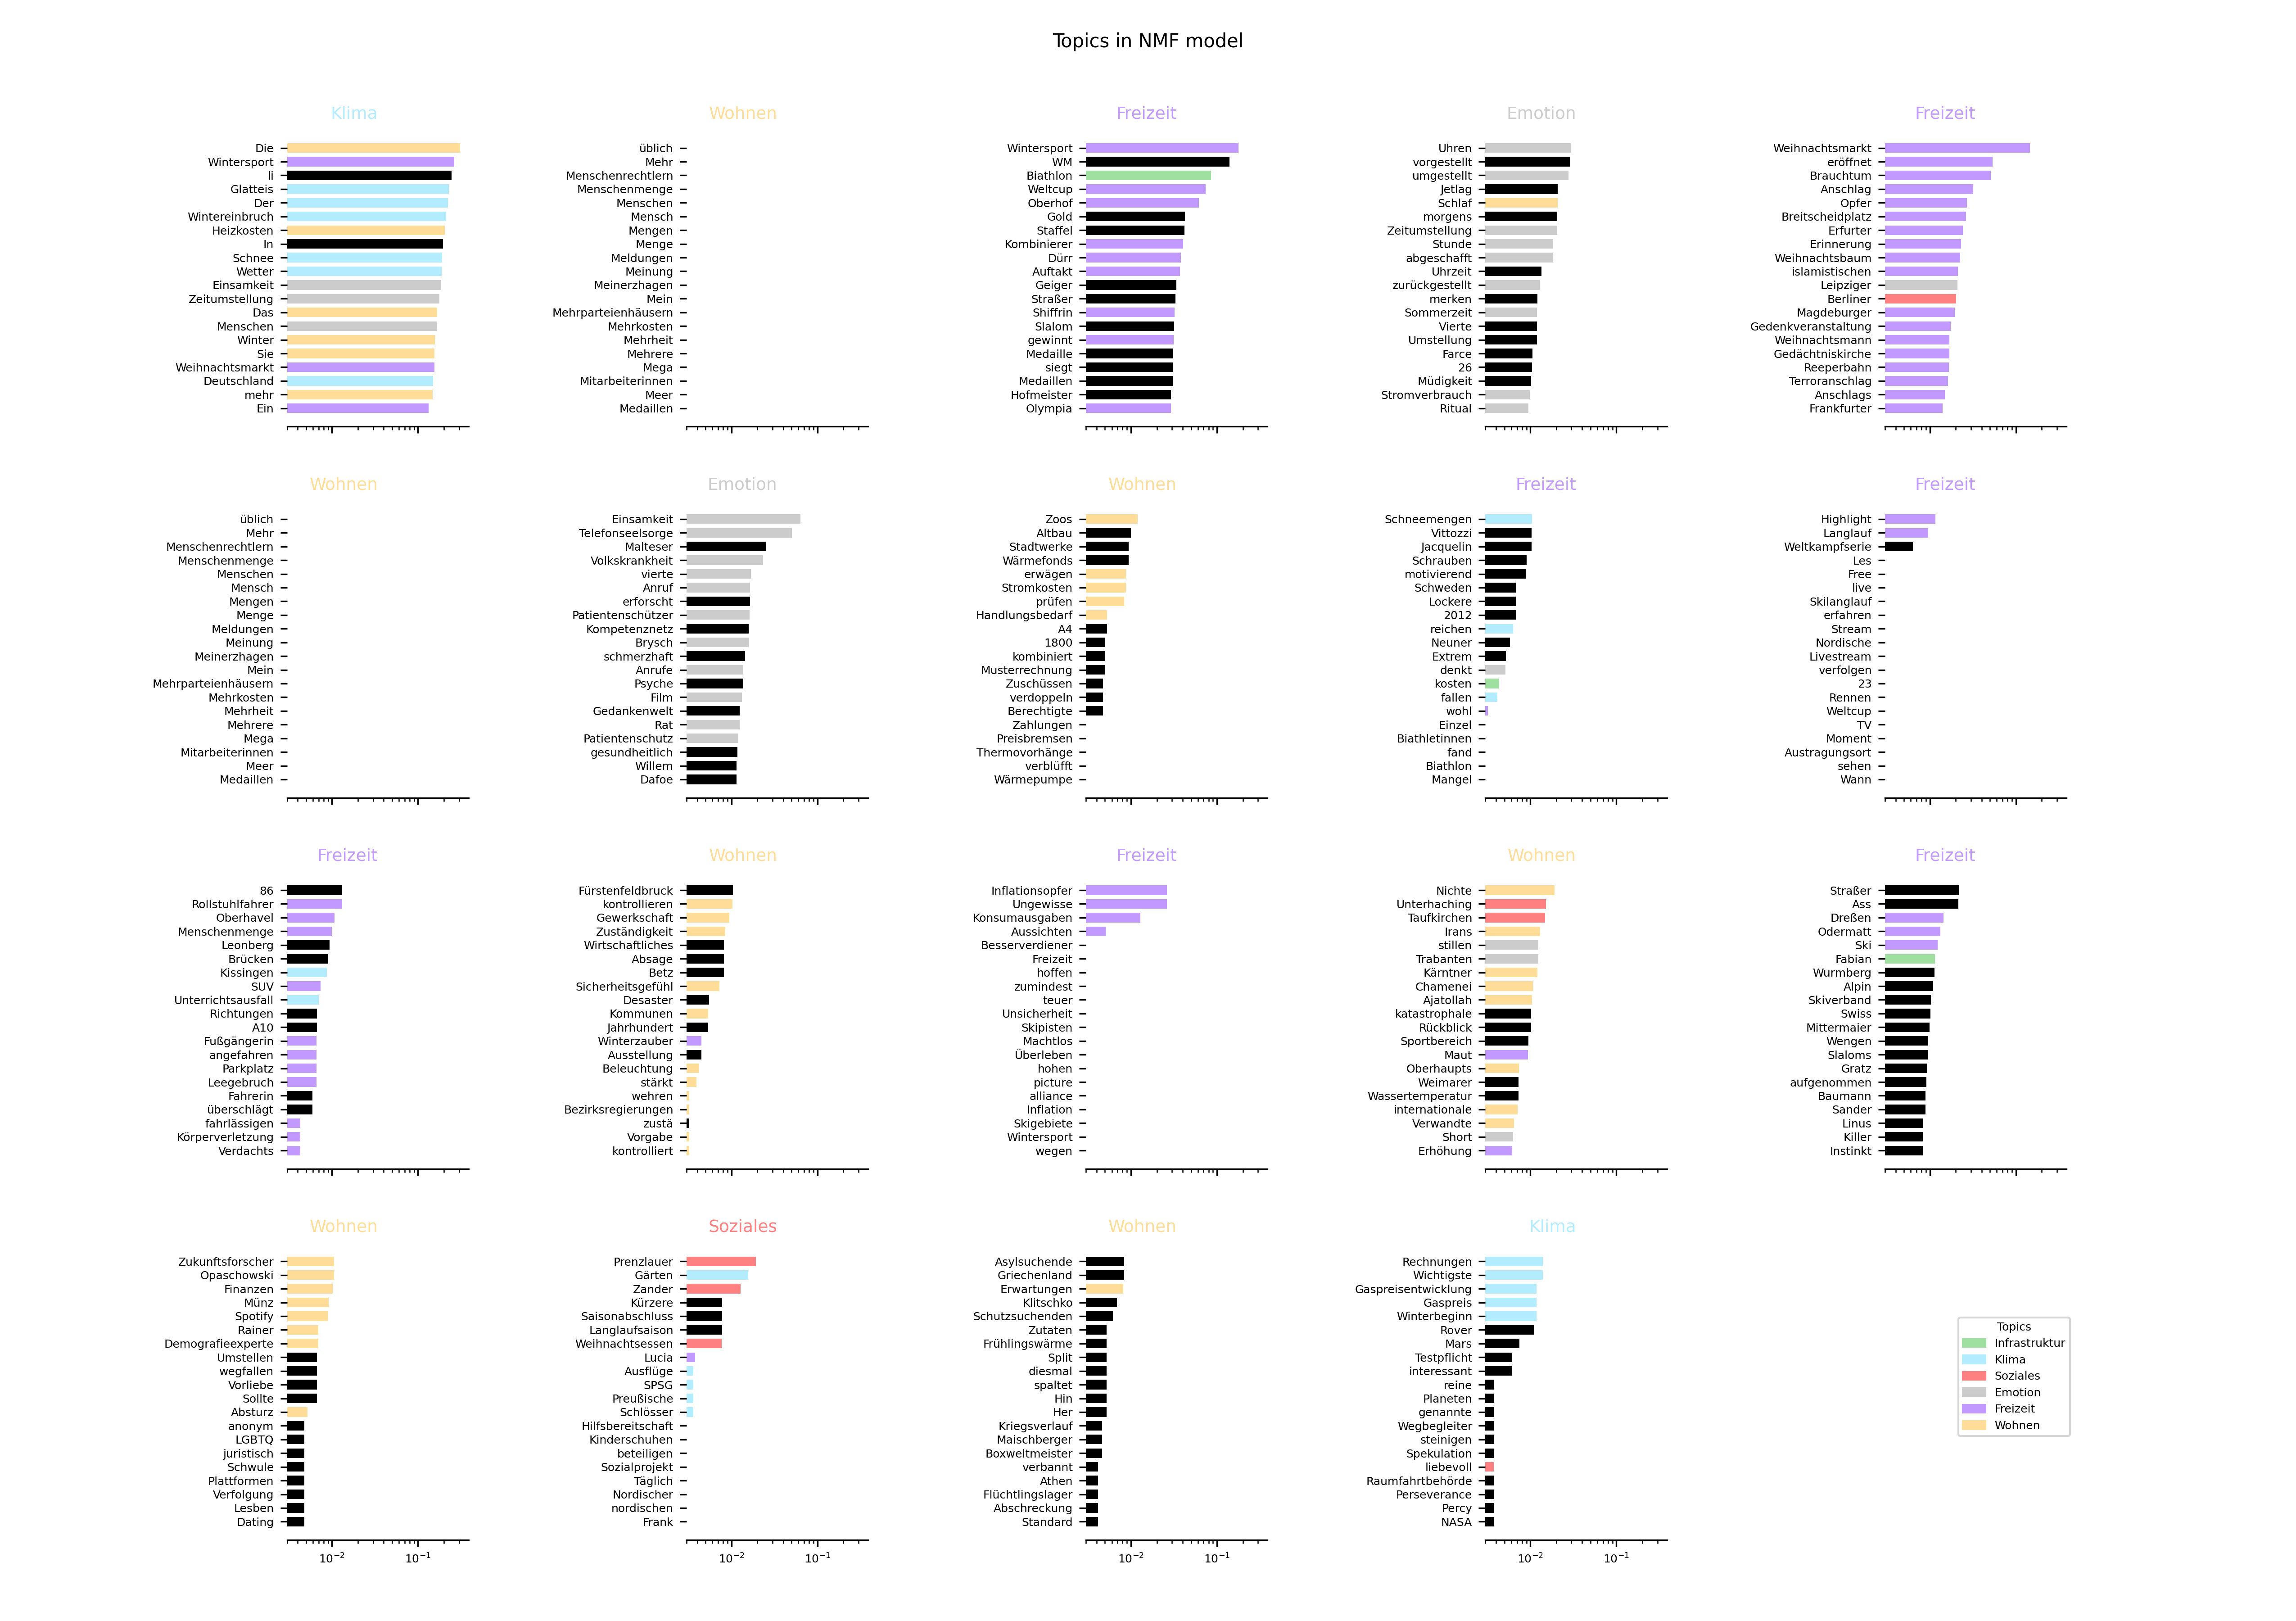 Topics in NMF model
Klima
Die
Wintersport
li
Glatteis
Der
Wintereinbruch
Heizkosten
In
Schnee
Wetter
Einsamkeit
Zeitumstellung
Das
Menschen
Winter
Sie
Weihnachtsmarkt
Deutschland
mehr
Ein
Wohnen
üblich
Mehr
Menschenrechtlern
Menschenmenge
Menschen
Mensch
Mengen
Menge
Meldungen
Meinung
Meinerzhagen
Mein
Mehrparteienhäusern
Mehrkosten
Mehrheit
Mehrere
Mega
Mitarbeiterinnen
Meer
Medaillen
Freizeit
Wintersport
WM
Biathlon
Weltcup
Oberhof
Gold
Staffel
Kombinierer
Dürr
Auftakt
Geiger
Straßer
Shiffrin
Slalom
gewinnt
Medaille
siegt
Medaillen
Hofmeister
Olympia
Emotion
Uhren
vorgestellt
umgestellt
Jetlag
Schlaf
morgens
Zeitumstellung
Stunde
abgeschafft
Uhrzeit
zurückgestellt
merken
Sommerzeit
Vierte
Umstellung
Farce
26
Müdigkeit
Stromverbrauch
Ritual
Freizeit
Weihnachtsmarkt
eröffnet
Brauchtum
Anschlag
Opfer
Breitscheidplatz
Erfurter
Erinnerung
Weihnachtsbaum
islamistischen
Leipziger
Berliner
Magdeburger
Gedenkveranstaltung
Weihnachtsmann
Gedächtniskirche
Reeperbahn
Terroranschlag
Anschlags
Frankfurter
Wohnen
üblich
Mehr
Menschenrechtlern
Menschenmenge
Menschen
Mensch
Mengen
Menge
Meldungen
Meinung
Meinerzhagen
Mein
Mehrparteienhäusern
Mehrkosten
Mehrheit
Mehrere
Mega
Mitarbeiterinnen
Meer
Medaillen
Emotion
Einsamkeit
Telefonseelsorge
Malteser
Volkskrankheit
vierte
Anruf
erforscht
Patientenschützer
Kompetenznetz
Brysch
schmerzhaft
Anrufe
Psyche
Film
Gedankenwelt
Rat
Patientenschutz
gesundheitlich
Willem
Dafoe
Wohnen
Zoos
Altbau
Stadtwerke
Wärmefonds
erwägen
Stromkosten
prüfen
Handlungsbedarf
A4
1800
kombiniert
Musterrechnung
Zuschüssen
verdoppeln
Berechtigte
Zahlungen
Preisbremsen
Thermovorhänge
verblüfft
Wärmepumpe
Freizeit
Schneemengen
Vittozzi
Jacquelin
Schrauben
motivierend
Schweden
Lockere
2012
reichen
Neuner
Extrem
denkt
kosten
fallen
wohl
Einzel
Biathletinnen
fand
Biathlon
Mangel
Freizeit
Highlight
Langlauf
Weltkampfserie
Les
Free
live
Skilanglauf
erfahren
Stream
Nordische
Livestream
verfolgen
23
Rennen
Weltcup
TV
Moment
Austragungsort
sehen
Wann
Freizeit
86
Rollstuhlfahrer
Oberhavel
Menschenmenge
Leonberg
Brücken
Kissingen
SUV
Unterrichtsausfall
Richtungen
A10
Fußgängerin
angefahren
Parkplatz
Leegebruch
Fahrerin
überschlägt
fahrlässigen
Körperverletzung
Verdachts
Wohnen
Fürstenfeldbruck
kontrollieren
Gewerkschaft
Zuständigkeit
Wirtschaftliches
Absage
Betz
Sicherheitsgefühl
Desaster
Kommunen
Jahrhundert
Winterzauber
Ausstellung
Beleuchtung
stärkt
wehren
Bezirksregierungen
zustä
Vorgabe
kontrolliert
Freizeit
Inflationsopfer
Ungewisse
Konsumausgaben
Aussichten
Besserverdiener
Freizeit
hoffen
zumindest
teuer
Unsicherheit
Skipisten
Machtlos
Überleben
hohen
picture
alliance
Inflation
Skigebiete
Wintersport
wegen
Wohnen
Nichte
Unterhaching
Taufkirchen
Irans
stillen
Trabanten
Kärntner
Chamenei
Ajatollah
katastrophale
Rückblick
Sportbereich
Maut
Oberhaupts
Weimarer
Wassertemperatur
internationale
Verwandte
Short
Erhöhung
Freizeit
Straßer
Ass
Dreßen
Odermatt
Ski
Fabian
Wurmberg
Alpin
Skiverband
Swiss
Mittermaier
Wengen
Slaloms
Gratz
aufgenommen
Baumann
Sander
Linus
Killer
Instinkt
Wohnen
Zukunftsforscher
Opaschowski
Finanzen
Münz
Spotify
Rainer
Demografieexperte
Umstellen
wegfallen
Vorliebe
Sollte
Absturz
anonym
LGBTQ
juristisch
Schwule
Plattformen
Verfolgung
Lesben
Dating
10⁻² 10⁻¹
Soziales
Prenzlauer
Gärten
Zander
Kürzere
Saisonabschluss
Langlaufsaison
Weihnachtsessen
Lucia
Ausflüge
SPSG
Preußische
Schlösser
Hilfsbereitschaft
Kinderschuhen
beteiligen
Sozialprojekt
Täglich
Nordischer
nordischen
Frank
10⁻² 10⁻¹
Wohnen
Asylsuchende
Griechenland
Erwartungen
Klitschko
Schutzsuchenden
Zutaten
Frühlingswärme
Split
diesmal
spaltet
Hin
Her
Kriegsverlauf
Maischberger
Boxweltmeister
verbannt
Athen
Flüchtlingslager
Abschreckung
Standard
10⁻² 10⁻¹
Klima
Rechnungen
Wichtigste
Gaspreisentwicklung
Gaspreis
Winterbeginn
Rover
Mars
Testpflicht
interessant
reine
Planeten
genannte
Wegbegleiter
steinigen
Spekulation
liebevoll
Raumfahrtbehörde
Perseverance
Percy
NASA
10⁻² 10⁻¹
Topics
Infrastruktur
Klima
Soziales
Emotion
Freizeit
Wohnen